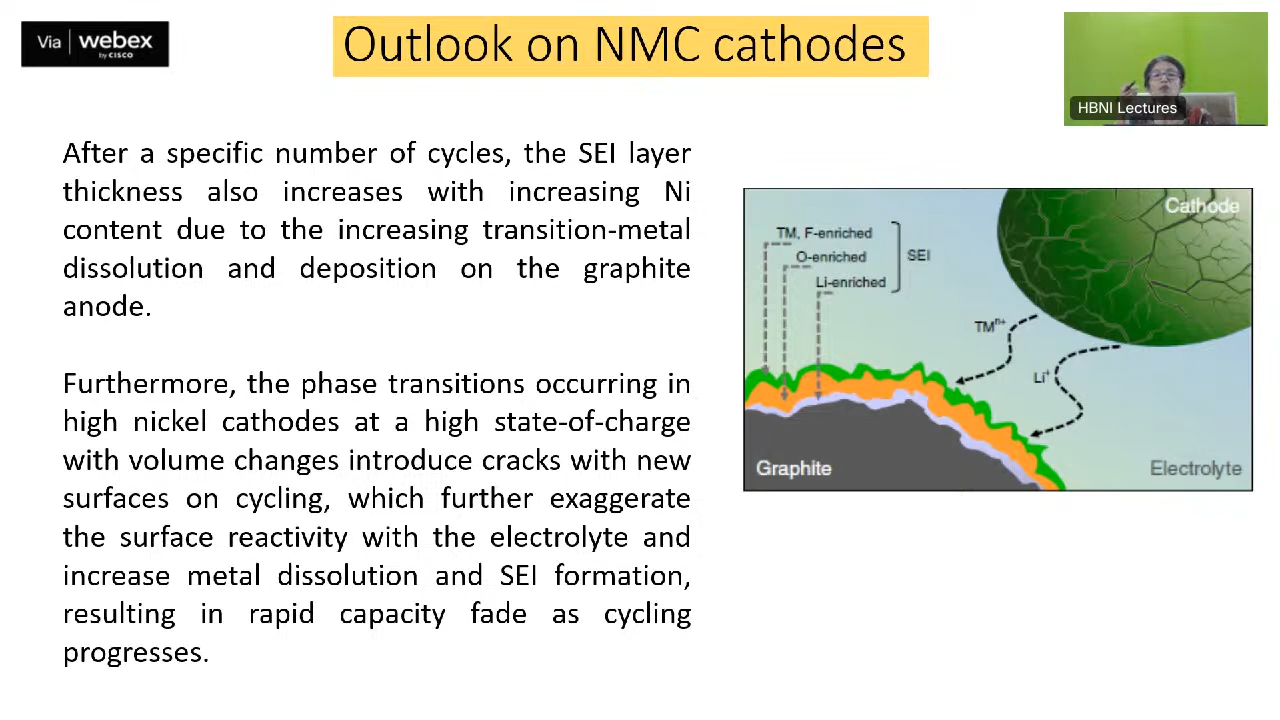 Via webex
by CISCO
Outlook on NMC cathodes
HBNI Lectures
After a specific number of cycles, the SEI layer
thickness also increases with increasing Ni
content due to the increasing transition-metal
dissolution and deposition on the graphite
anode.
Furthermore, the phase transitions occurring in
high nickel cathodes at a high state-of-charge
with volume changes introduce cracks with new
surfaces on cycling, which further exaggerate
the surface reactivity with the electrolyte and
increase metal dissolution and SEI formation,
resulting in rapid capacity fade as cycling
progresses.
Cathode
TM, F-enriched
O-enriched
SEI
Li-enriched
TMⁿ⁺
Li⁺
Graphite
Electrolyte